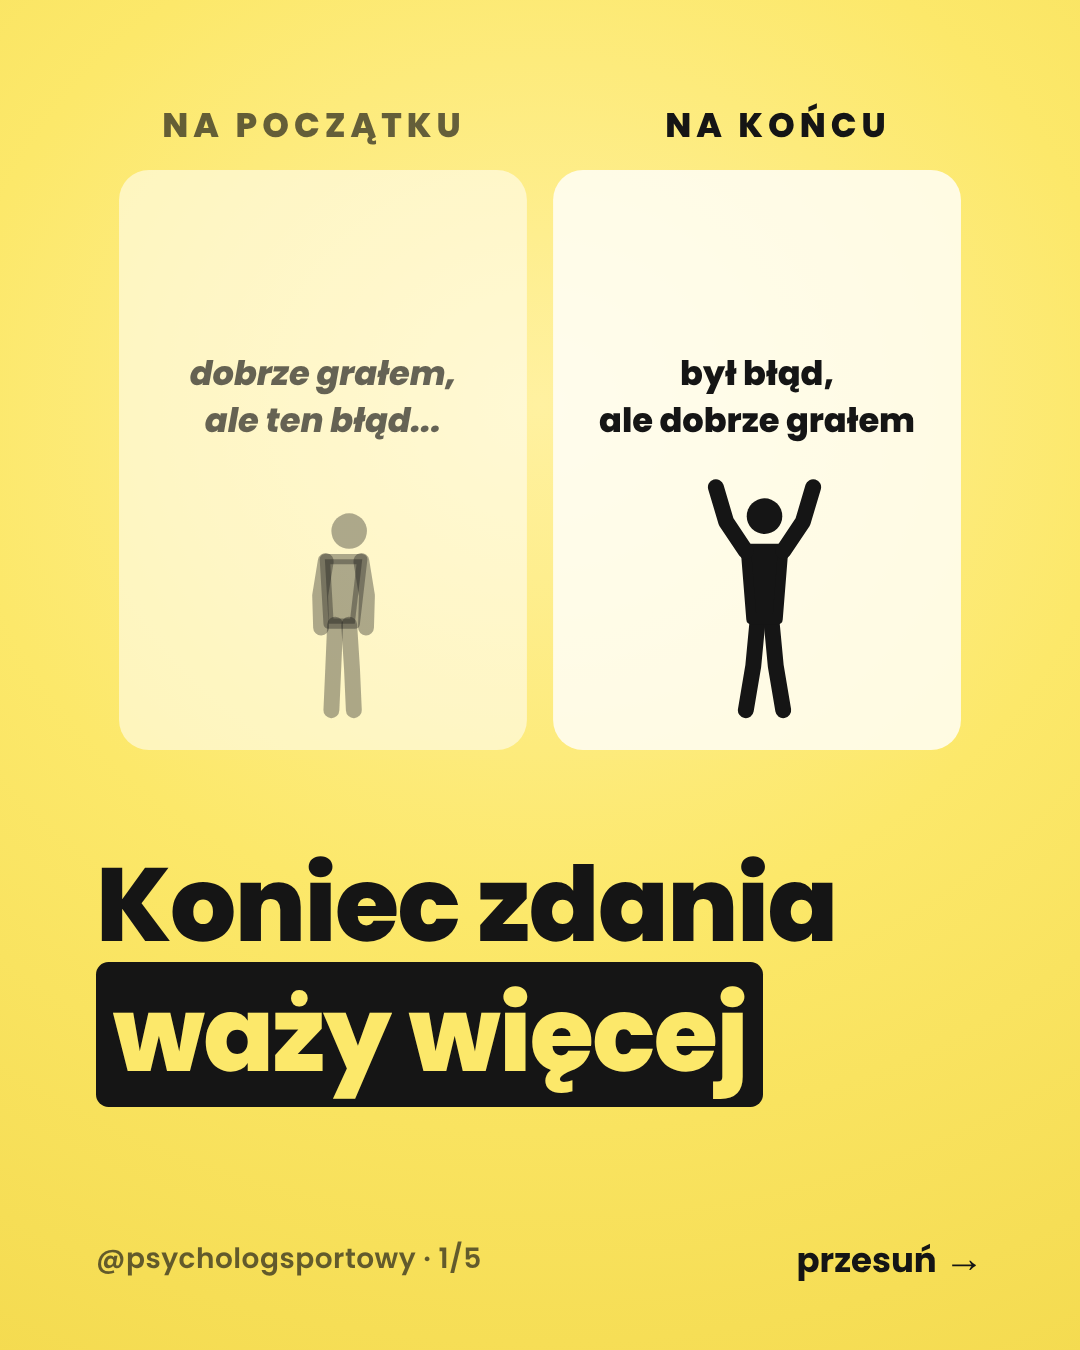 NA POCZĄTKU
NA KOŃCU
dobrze grałem,
ale ten błąd...
był błąd,
ale dobrze grałem
Koniec zdania
waży więcej
@psychologsportowy · 1/5
przesuń →